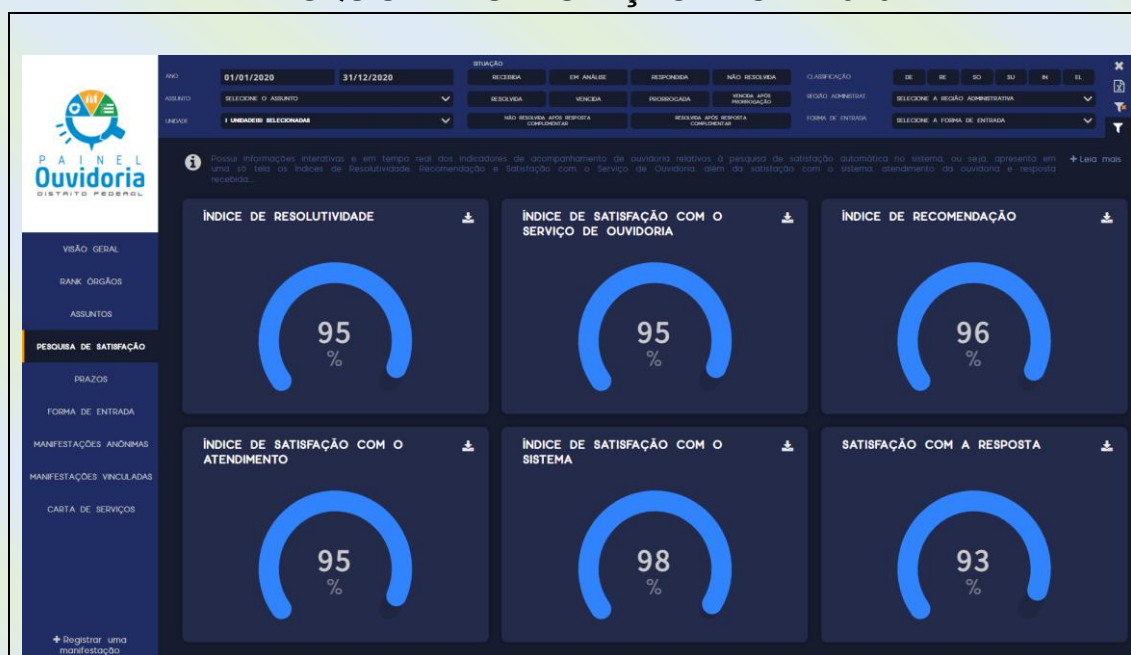 SITUAÇÃO
ANO
01/01/2020
31/12/2020
RECEBIDA
EM ANÁLISE
RESPONDIDA
NÃO RESOLVIDA
CLASSIFICAÇÃO
DE
RE
SO
SU
IN
EL
ASSUNTO
SELECIONE O ASSUNTO
RESOLVIDA
VENCIDA
PRORROGADA
VENCIDA APÓS
PRORROGAÇÃO
REGIÃO ADMINISTRAT.
SELECIONE A REGIÃO ADMINISTRATIVA
UNIDADE
1 UNIDADE(S) SELECIONADAS
NÃO RESOLVIDA APÓS RESPOSTA
COMPLEMENTAR
RESOLVIDA APÓS RESPOSTA
COMPLEMENTAR
FORMA DE ENTRADA
SELECIONE A FORMA DE ENTRADA
PAINEL
Ouvidoria
DISTRITO FEDERAL
Possui informações interativas e em tempo real dos indicadores de acompanhamento de ouvidoria relativos à pesquisa de satisfação automática no sistema, ou seja, apresenta em
uma só tela os Índices de Resolutividade, Recomendação e Satisfação com o Serviço de Ouvidoria, além da satisfação com o sistema, atendimento da ouvidoria e resposta
recebida...
+ Leia mais
VISÃO GERAL
RANK ÓRGÃOS
ASSUNTOS
PESQUISA DE SATISFAÇÃO
PRAZOS
FORMA DE ENTRADA
MANIFESTAÇÕES ANÔNIMAS
MANIFESTAÇÕES VINCULADAS
CARTA DE SERVIÇOS
+ Registrar uma
manifestação
ÍNDICE DE RESOLUTIVIDADE
95
%
ÍNDICE DE SATISFAÇÃO COM O
SERVIÇO DE OUVIDORIA
95
%
ÍNDICE DE RECOMENDAÇÃO
96
%
ÍNDICE DE SATISFAÇÃO COM O
ATENDIMENTO
95
%
ÍNDICE DE SATISFAÇÃO COM O
SISTEMA
98
%
SATISFAÇÃO COM A RESPOSTA
93
%